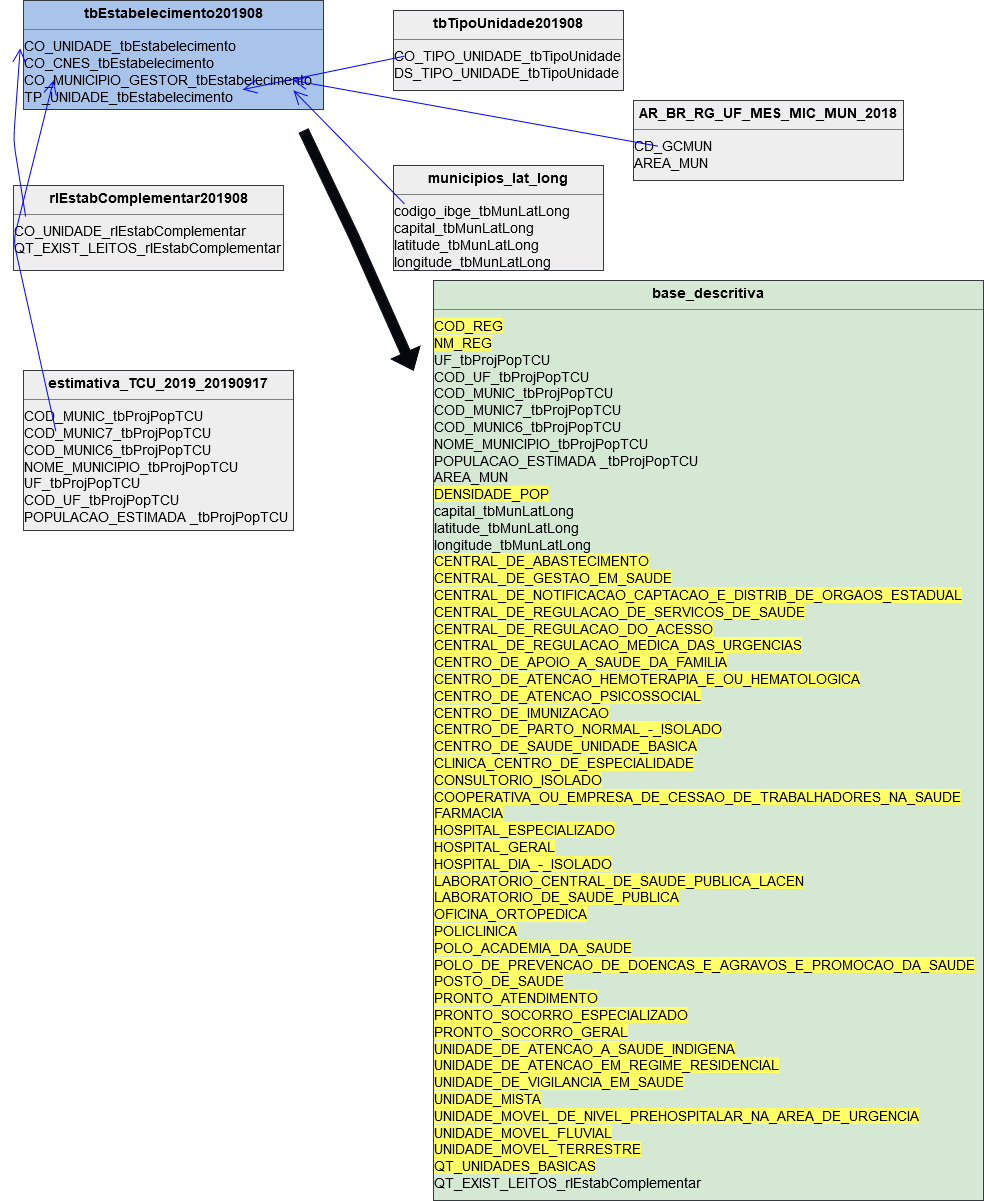 tbEstabelecimento201908
CO_UNIDADE_tbEstabelecimento
CO_CNES_tbEstabelecimento
CO_MUNICIPIO_GESTOR_tbEstabelecimento
TP_UNIDADE_tbEstabelecimento
tbTipoUnidade201908
CO_TIPO_UNIDADE_tbTipoUnidade
DS_TIPO_UNIDADE_tbTipoUnidade
AR_BR_RG_UF_MES_MIC_MUN_2018
CD_GCMUN
AREA_MUN
rlEstabComplementar201908
CO_UNIDADE_rlEstabComplementar
QT_EXIST_LEITOS_rlEstabComplementar
municipios_lat_long
codigo_ibge_tbMunLatLong
capital_tbMunLatLong
latitude_tbMunLatLong
longitude_tbMunLatLong
estimativa_TCU_2019_20190917
COD_MUNIC_tbProjPopTCU
COD_MUNIC7_tbProjPopTCU
COD_MUNIC6_tbProjPopTCU
NOME_MUNICIPIO_tbProjPopTCU
UF_tbProjPopTCU
COD_UF_tbProjPopTCU
POPULACAO_ESTIMADA _tbProjPopTCU
base_descritiva
COD_REG
NM_REG
UF_tbProjPopTCU
COD_UF_tbProjPopTCU
COD_MUNIC_tbProjPopTCU
COD_MUNIC7_tbProjPopTCU
COD_MUNIC6_tbProjPopTCU
NOME_MUNICIPIO_tbProjPopTCU
POPULACAO_ESTIMADA _tbProjPopTCU
AREA_MUN
DENSIDADE_POP
capital_tbMunLatLong
latitude_tbMunLatLong
longitude_tbMunLatLong
CENTRAL_DE_ABASTECIMENTO
CENTRAL_DE_GESTAO_EM_SAUDE
CENTRAL_DE_NOTIFICACAO_CAPTACAO_E_DISTRIB_DE_ORGAOS_ESTADUAL
CENTRAL_DE_REGULACAO_DE_SERVICOS_DE_SAUDE
CENTRAL_DE_REGULACAO_DO_ACESSO
CENTRAL_DE_REGULACAO_MEDICA_DAS_URGENCIAS
CENTRO_DE_APOIO_A_SAUDE_DA_FAMILIA
CENTRO_DE_ATENCAO_HEMOTERAPIA_E_OU_HEMATOLOGICA
CENTRO_DE_ATENCAO_PSICOSSOCIAL
CENTRO_DE_IMUNIZACAO
CENTRO_DE_PARTO_NORMAL_-_ISOLADO
CENTRO_DE_SAUDE_UNIDADE_BASICA
CLINICA_CENTRO_DE_ESPECIALIDADE
CONSULTORIO_ISOLADO
COOPERATIVA_OU_EMPRESA_DE_CESSAO_DE_TRABALHADORES_NA_SAUDE
FARMACIA
HOSPITAL_ESPECIALIZADO
HOSPITAL_GERAL
HOSPITAL_DIA_-_ISOLADO
LABORATORIO_CENTRAL_DE_SAUDE_PUBLICA_LACEN
LABORATORIO_DE_SAUDE_PUBLICA
OFICINA_ORTOPEDICA
POLICLINICA
POLO_ACADEMIA_DA_SAUDE
POLO_DE_PREVENCAO_DE_DOENCAS_E_AGRAVOS_E_PROMOCAO_DA_SAUDE
POSTO_DE_SAUDE
PRONTO_ATENDIMENTO
PRONTO_SOCORRO_ESPECIALIZADO
PRONTO_SOCORRO_GERAL
UNIDADE_DE_ATENCAO_A_SAUDE_INDIGENA
UNIDADE_DE_ATENCAO_EM_REGIME_RESIDENCIAL
UNIDADE_DE_VIGILANCIA_EM_SAUDE
UNIDADE_MISTA
UNIDADE_MOVEL_DE_NIVEL_PREHOSPITALAR_NA_AREA_DE_URGENCIA
UNIDADE_MOVEL_FLUVIAL
UNIDADE_MOVEL_TERRESTRE
QT_UNIDADES_BASICAS
QT_EXIST_LEITOS_rlEstabComplementar